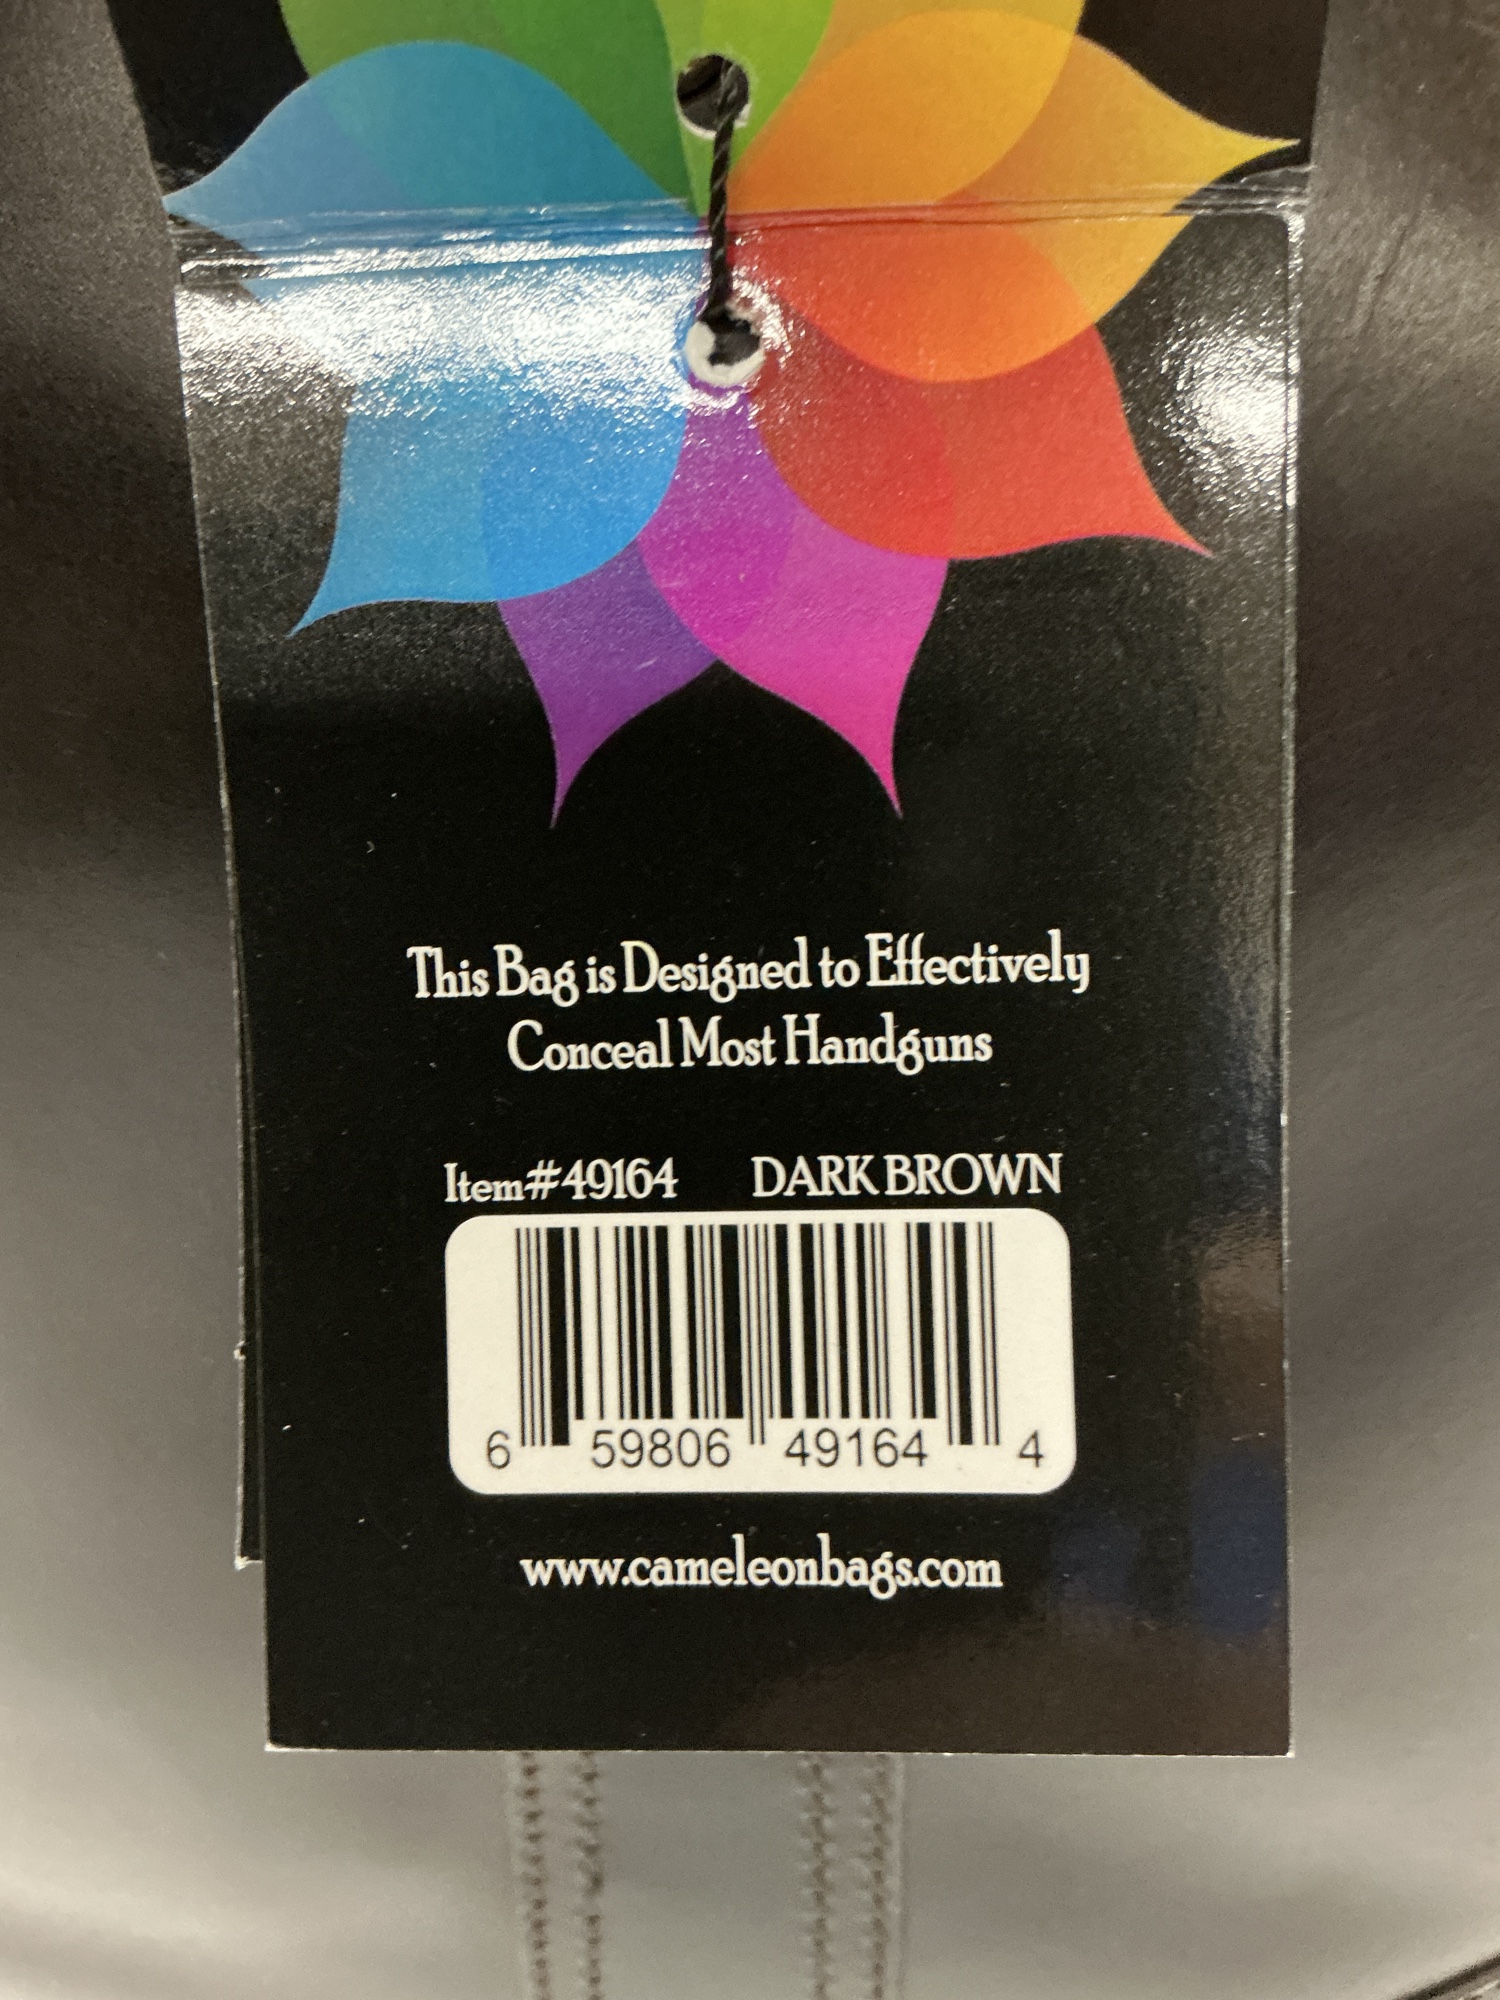 This Bag is Designed to Effectively
Conceal Most Handguns
Item#49164 DARK BROWN
6 59806 49164 4
www.cameleonbags.com